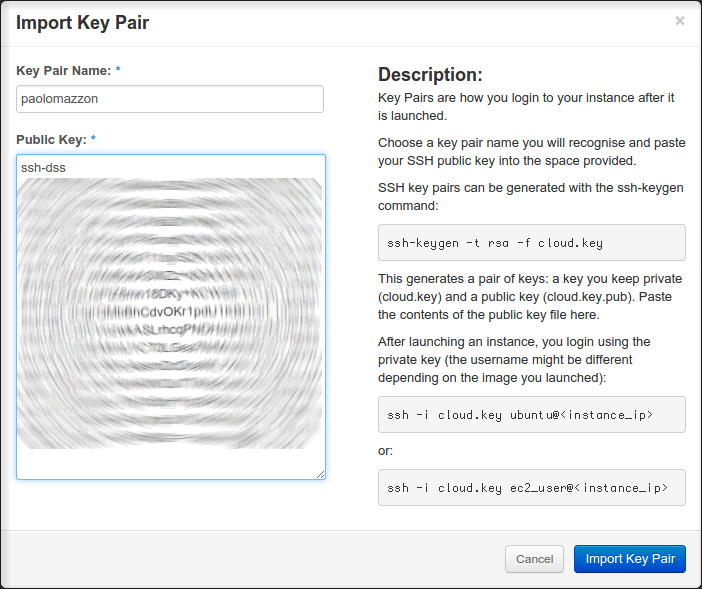 Import Key Pair
×
Key Pair Name: *
paolomazzon
Public Key: *
ssh-dss
Description:
Key Pairs are how you login to your instance after it
is launched.
Choose a key pair name you will recognise and paste
your SSH public key into the space provided.
SSH key pairs can be generated with the ssh-keygen
command:
ssh-keygen -t rsa -f cloud.key
This generates a pair of keys: a key you keep private
(cloud.key) and a public key (cloud.key.pub). Paste
the contents of the public key file here.
After launching an instance, you login using the
private key (the username might be different
depending on the image you launched):
ssh -i cloud.key ubuntu@<instance_ip>
or:
ssh -i cloud.key ec2_user@<instance_ip>
Cancel
Import Key Pair